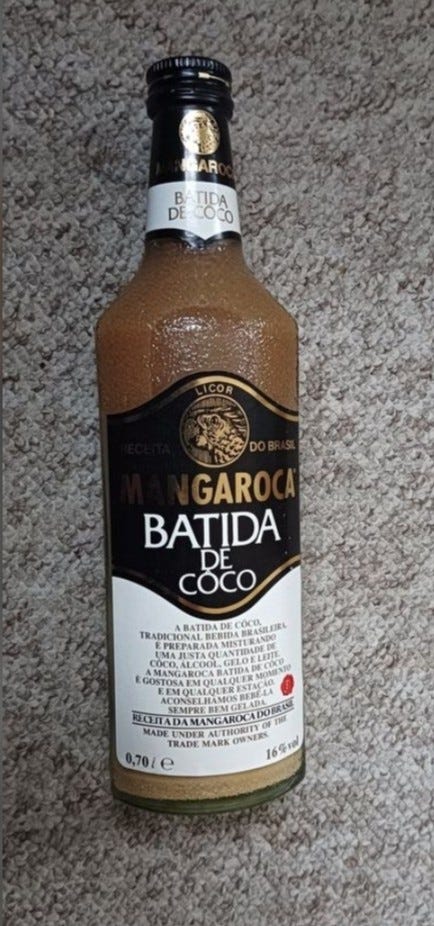 MANGAROCA
BATIDA
DE CÔCO
LICOR
RECEITA DO BRASIL
MANGAROCA
BATIDA
DE
CÔCO
A BATIDA DE CÔCO,
TRADICIONAL BEBIDA BRASILEIRA,
É PREPARADA MISTURANDO
UMA JUSTA QUANTIDADE DE
CÔCO, ÁLCOOL, GELO E LEITE.
A MANGAROCA BATIDA DE CÔCO
É GOSTOSA EM QUALQUER MOMENTO
E EM QUALQUER ESTAÇÃO.
ACONSELHAMOS BEBÊ-LA
SEMPRE BEM GELADA.
RECEITA DA MANGAROCA DO BRASIL
MADE UNDER AUTHORITY OF THE
TRADE MARK OWNERS.
0,70 l e 16% vol